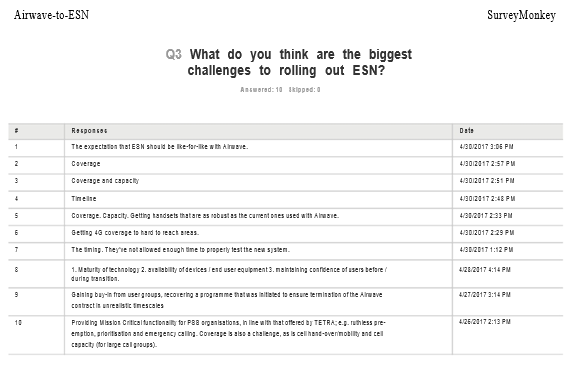 Airwave-to-ESN
SurveyMonkey
Q3 What do you think are the biggest
challenges to rolling out ESN?
Answered: 10 Skipped: 0
# Responses Date
1 The expectation that ESN should be like-for-like with Airwave. 4/30/2017 3:06 PM
2 Coverage 4/30/2017 2:57 PM
3 Coverage and capacity 4/30/2017 2:51 PM
4 Timeline 4/30/2017 2:48 PM
5 Coverage. Capacity. Getting handsets that are as robust as the current ones used with Airwave. 4/30/2017 2:33 PM
6 Getting 4G coverage to hard to reach areas. 4/30/2017 2:29 PM
7 The timing. They've not allowed enough time to properly test the new system. 4/30/2017 1:12 PM
8 1. Maturity of technology 2. availability of devices / end user equipment 3. maintaining confidence of users before / 4/28/2017 4:14 PM
during transition.
9 Gaining buy-in from user groups, recovering a programme that was initiated to ensure termination of the Airwave 4/27/2017 3:14 PM
contract in unrealistic timescales
10 Providing Mission Critical functionality for PSS organisations, in line with that offered by TETRA; e.g. ruthless pre- 4/26/2017 2:13 PM
emption, prioritisation and emergency calling. Coverage is also a challenge, as is cell hand-over/mobility and cell
capacity (for large call groups).